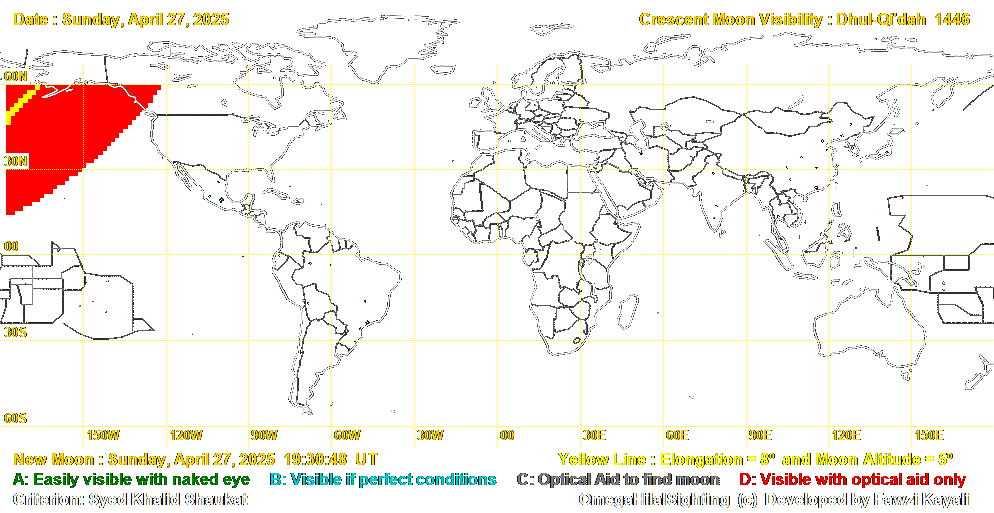 Date : Sunday, April 27, 2025
Crescent Moon Visibility : Dhul-Qi'dah 1446
60N
30N
00
30S
60S
150W 120W 90W 60W 30W 00 30E 60E 90E 120E 150E
New Moon : Sunday, April 27, 2025 19:30:48 UT
Yellow Line : Elongation = 8º and Moon Altitude = 5º
A: Easily visible with naked eye B: Visible if perfect conditions C: Optical Aid to find moon D: Visible with optical aid only
Criterion: Syed Khalid Shaukat
OmegaHilalSighting (c) Developed by Fawzi Kayali